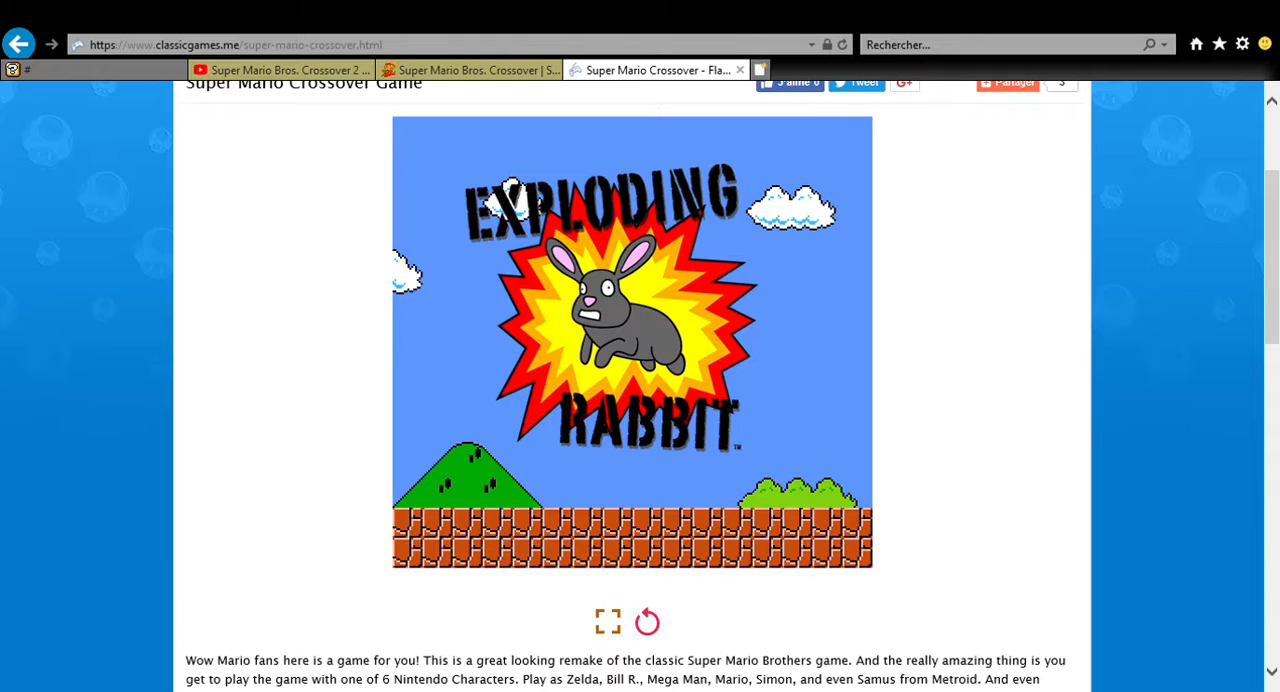 https://www.classicgames.me/super-mario-crossover.html
Rechercher...
#
Super Mario Bros. Crossover 2 ...
Super Mario Bros. Crossover | S...
Super Mario Crossover - Fla...
Super Mario Crossover Game
J'aime 0
Tweet
G+
Partager
3
EXPLODING
RABBIT™
Wow Mario fans here is a game for you! This is a great looking remake of the classic Super Mario Brothers game. And the really amazing thing is you
get to play the game with one of 6 Nintendo Characters. Play as Zelda, Bill R., Mega Man, Mario, Simon, and even Samus from Metroid. And even